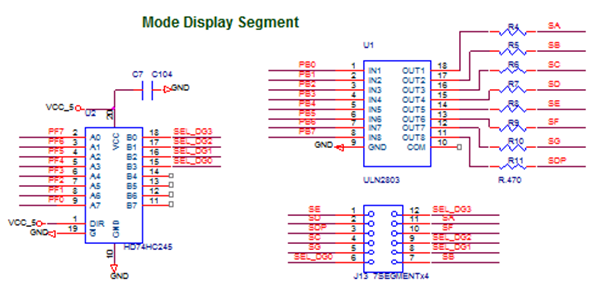 Mode Display Segment
C7 C104
GND
VCC_5
U2
20
VCC
PF7 2 A0 B0 18 SEL_DG3
PF6 3 A1 B1 17 SEL_DG2
PF5 4 A2 B2 16 SEL_DG1
PF4 5 A3 B3 15 SEL_DG0
PF3 6 A4 B4 14
PF2 7 A5 B5 13
PF1 8 A6 B6 12
PF0 9 A7 B7 11
VCC_5 1 DIR
GND 19 G
GND
HD74HC245
10
GND
U1
PB0 1 IN1 OUT1 18 R4 SA
PB1 2 IN2 OUT2 17 R5 SB
PB2 3 IN3 OUT3 16 R6 SC
PB3 4 IN4 OUT4 15 R7 SD
PB4 5 IN5 OUT5 14 R8 SE
PB5 6 IN6 OUT6 13 R9 SF
PB6 7 IN7 OUT7 12 R10 SG
PB7 8 IN8 OUT8 11 R11 SDP
GND 9 GND COM 10
ULN2803
R.470
SE 1 12 SEL_DG3
SD 2 11 SA
SDP 3 10 SF
SC 4 9 SEL_DG2
SG 5 8 SEL_DG1
SEL_DG0 6 7 SB
J13 7SEGMENTx4